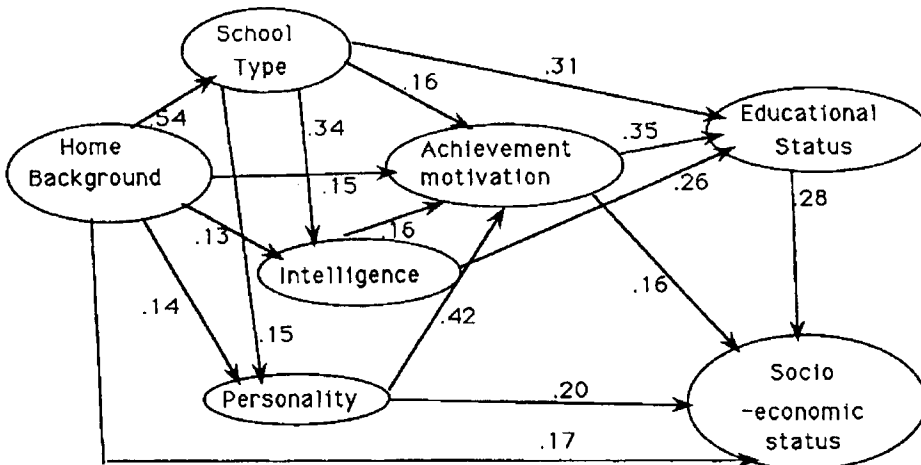 School
Type
.31
.16
.54
.34
Home
Background
Achievement
motivation
.35
Educational
Status
.15
.26
.28
.13
.16
Intelligence
.14
.15
.42
.16
Personality
.20
Socio
-economic
status
.17